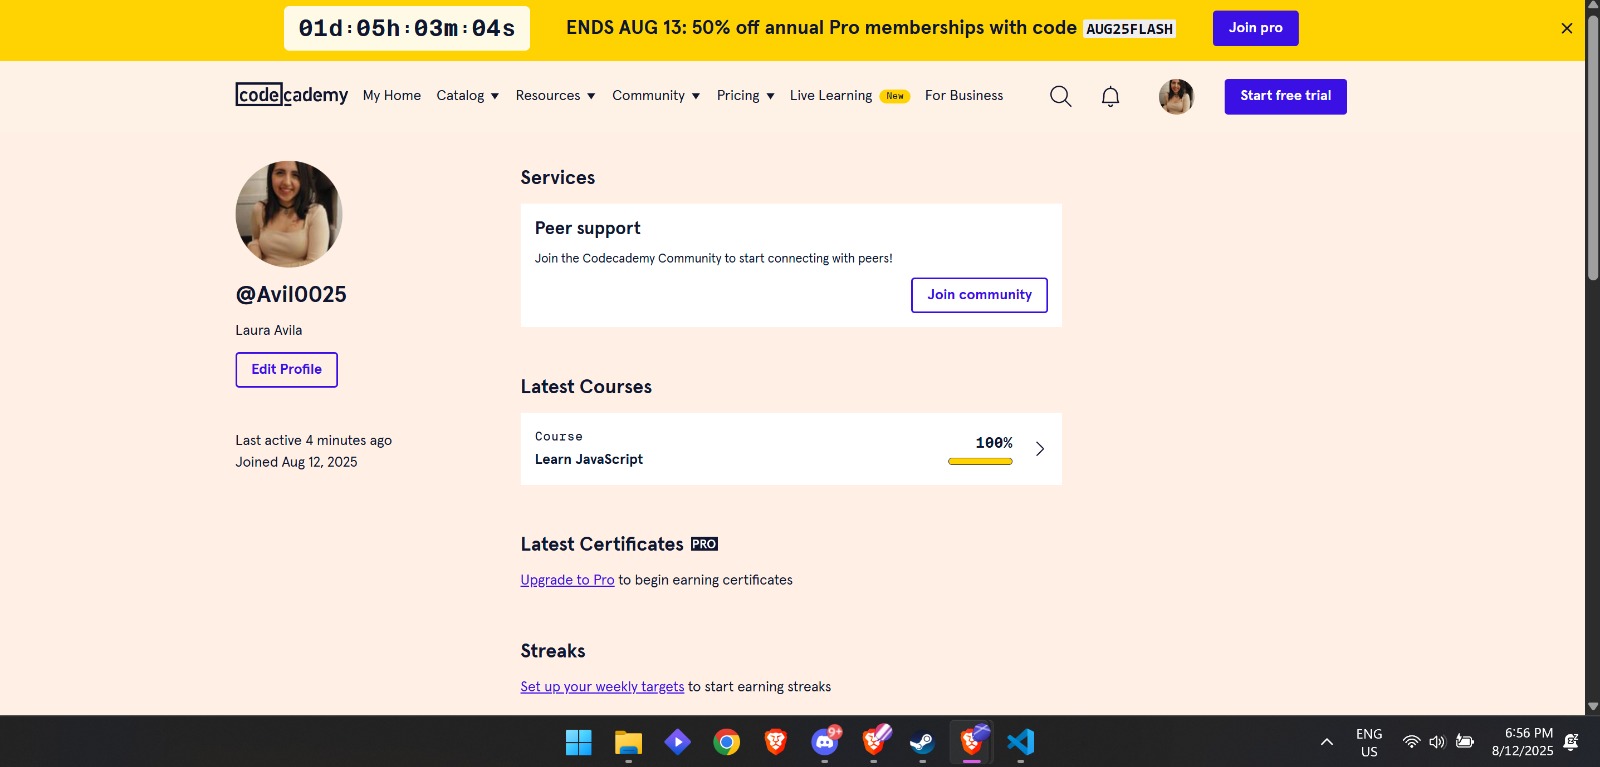 01d:05h:03m:04s ENDS AUG 13: 50% off annual Pro memberships with code AUG25FLASH Join pro
codecademy My Home Catalog Resources Community Pricing Live Learning New For Business Start free trial
@Avil0025
Laura Avila
Edit Profile
Last active 4 minutes ago
Joined Aug 12, 2025
Services
Peer support
Join the Codecademy Community to start connecting with peers!
Join community
Latest Courses
Course
Learn JavaScript
100%
Latest Certificates PRO
Upgrade to Pro to begin earning certificates
Streaks
Set up your weekly targets to start earning streaks
9+
ENG
US
6:56 PM
8/12/2025